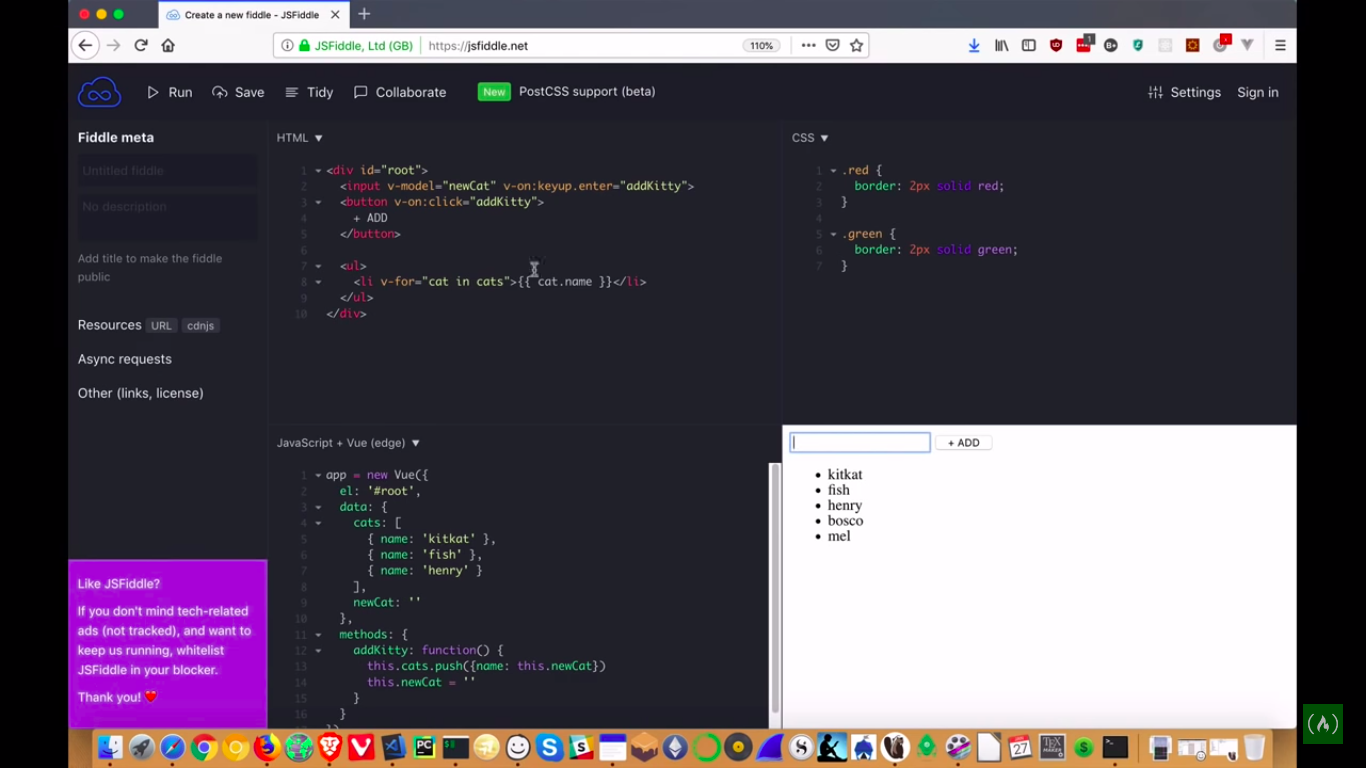 Create a new fiddle - JSFiddle
JSFiddle, Ltd (GB)
https://jsfiddle.net
110%
Run
Save
Tidy
Collaborate
New
PostCSS support (beta)
Settings
Sign in
Fiddle meta
Untitled fiddle
No description
Add title to make the fiddle
public
Resources
URL
cdnjs
Async requests
Other (links, license)
Like JSFiddle?
If you don't mind tech-related
ads (not tracked), and want to
keep us running, whitelist
JSFiddle in your blocker.
Thank you! ❤️
HTML ▼
1 <div id="root">
2 <input v-model="newCat" v-on:keyup.enter="addKitty">
3 <button v-on:click="addKitty">
4 + ADD
5 </button>
6
7 <ul>
8 <li v-for="cat in cats">{{ cat.name }}</li>
9 </ul>
10 </div>
CSS ▼
1 .red {
2 border: 2px solid red;
3 }
4
5 .green {
6 border: 2px solid green;
7 }
JavaScript + Vue (edge) ▼
1 app = new Vue({
2 el: '#root',
3 data: {
4 cats: [
5 { name: 'kitkat' },
6 { name: 'fish' },
7 { name: 'henry' }
8 ],
9 newCat: ''
10 },
11 methods: {
12 addKitty: function() {
13 this.cats.push({name: this.newCat})
14 this.newCat = ''
15 }
16 }
+ ADD
• kitkat
• fish
• henry
• bosco
• mel
27